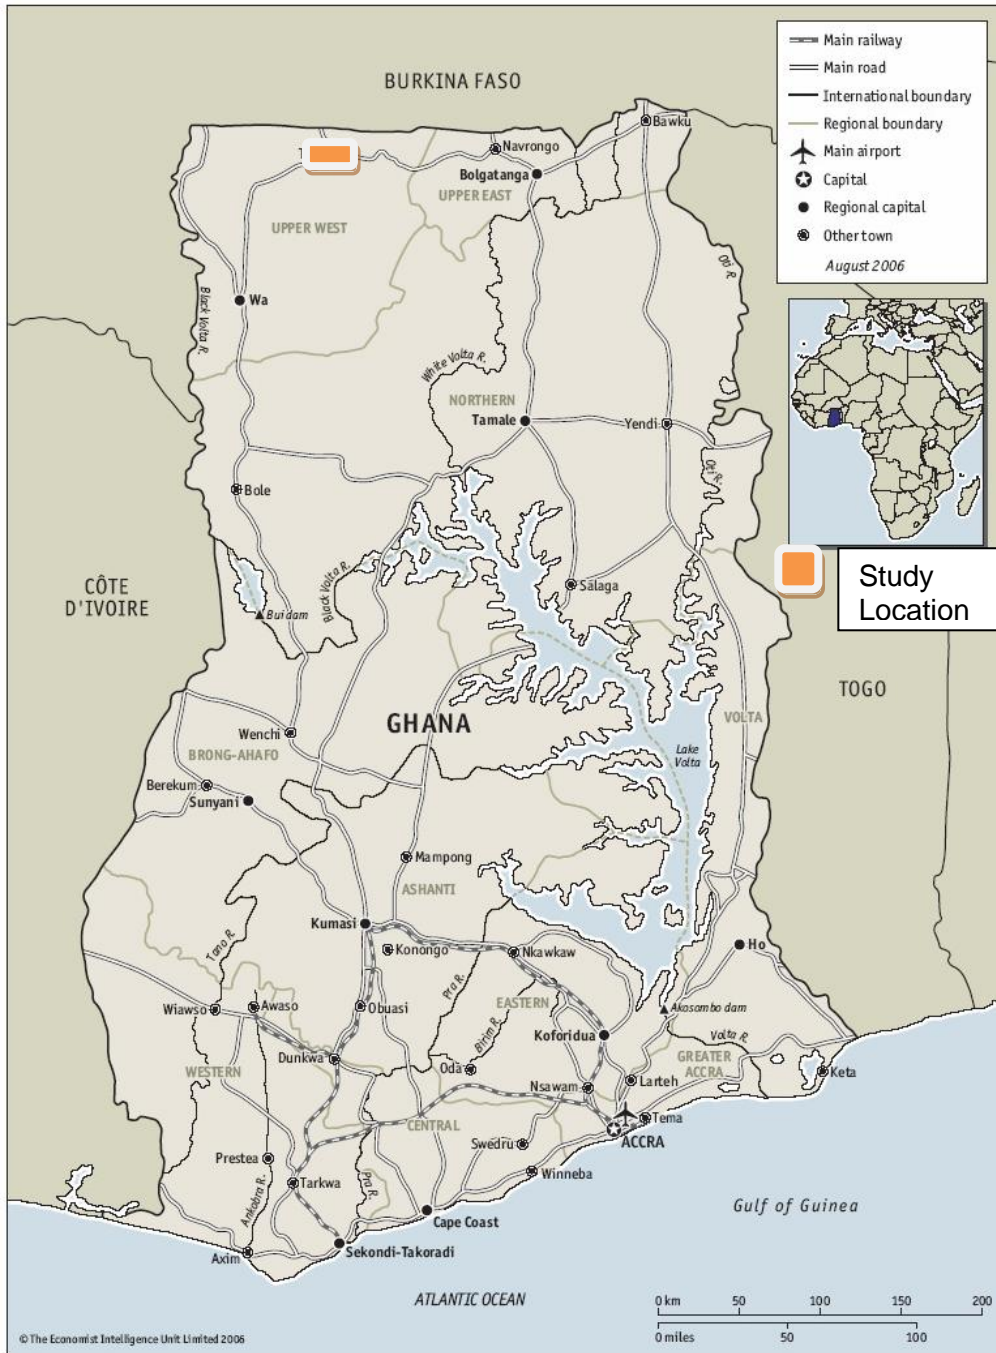 BURKINA FASO
Main railway
Main road
International boundary
Regional boundary
Main airport
Capital
Regional capital
Other town
August 2006
Bawku
Navrongo
T
Bolgatanga
UPPER EAST
UPPER WEST
Oti R.
Black Volta R.
Wa
White Volta R.
NORTHERN
Tamale
Yendi
Oti R.
Bole
CÔTE
D'IVOIRE
Black Volta R.
Salaga
Bui dam
Study
Location
TOGO
GHANA
VOLTA
Wenchi
BRONG-AHAFO
Lake
Volta
Berekum
Sunyani
Mampong
ASHANTI
Kumasi
Konongo
Nkawkaw
Ho
Tano R.
Pra R.
EASTERN
Wiawso
Awaso
Obuasi
Akosombo dam
Birim R.
Koforidua
Volta R.
Dunkwa
Oda
GREATER
ACCRA
WESTERN
Keta
Nsawam
Larteh
CENTRAL
Tema
Swedru
ACCRA
Prestea
Winneba
Tarkwa
Pra R.
Ankobra R.
Cape Coast
Gulf of Guinea
Axim
Sekondi-Takoradi
ATLANTIC OCEAN
0 km 50 100 150 200
0 miles 50 100
© The Economist Intelligence Unit Limited 2006